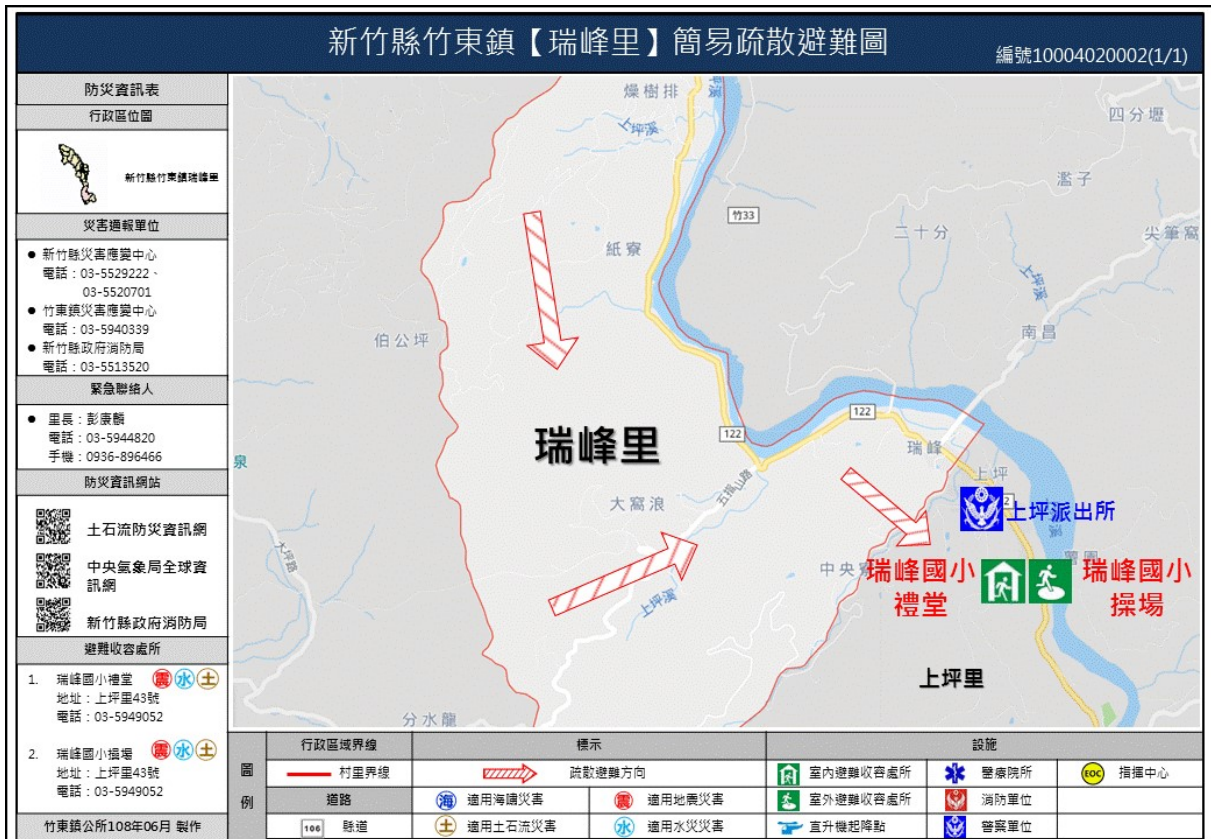 新竹縣竹東鎮【瑞峰里】簡易疏散避難圖
編號10004020002(1/1)
防災資訊表
行政區位圖
新竹縣竹東鎮瑞峰里
災害通報單位
● 新竹縣災害應變中心
電話：03-5529222、
03-5520701
● 竹東鎮災害應變中心
電話：03-5940339
● 新竹縣政府消防局
電話：03-5513520
緊急聯絡人
● 里長：彭康麟
電話：03-5944820
手機：0936-896466
防災資訊網站
土石流防災資訊網
中央氣象局全球資
訊網
新竹縣政府消防局
避難收容處所
1. 瑞峰國小禮堂 震 水 土
地址：上坪里43號
電話：03-5949052
2. 瑞峰國小操場 震 水 土
地址：上坪里43號
電話：03-5949052
竹東鎮公所108年06月 製作
燥樹排
上坪溪
坪溪
四分壢
濫子
竹33
二十分
尖筆窩
紙寮
上坪溪
南昌
伯公坪
122
122
瑞峰里
瑞峰
上坪
泉
五指山路
大窩浪
上坪派出所
大坪路
中央寮
瑞峰國小
禮堂
瑞峰國小
操場
上坪溪
上坪里
分水龍
圖例
行政區域界線
標示
設施
村里界線
疏散避難方向
室內避難收容處所
醫療院所
EOC 指揮中心
道路
海 適用海嘯災害
震 適用地震災害
室外避難收容處所
消防單位
106 縣道
土 適用土石流災害
水 適用水災災害
直升機起降點
警察單位